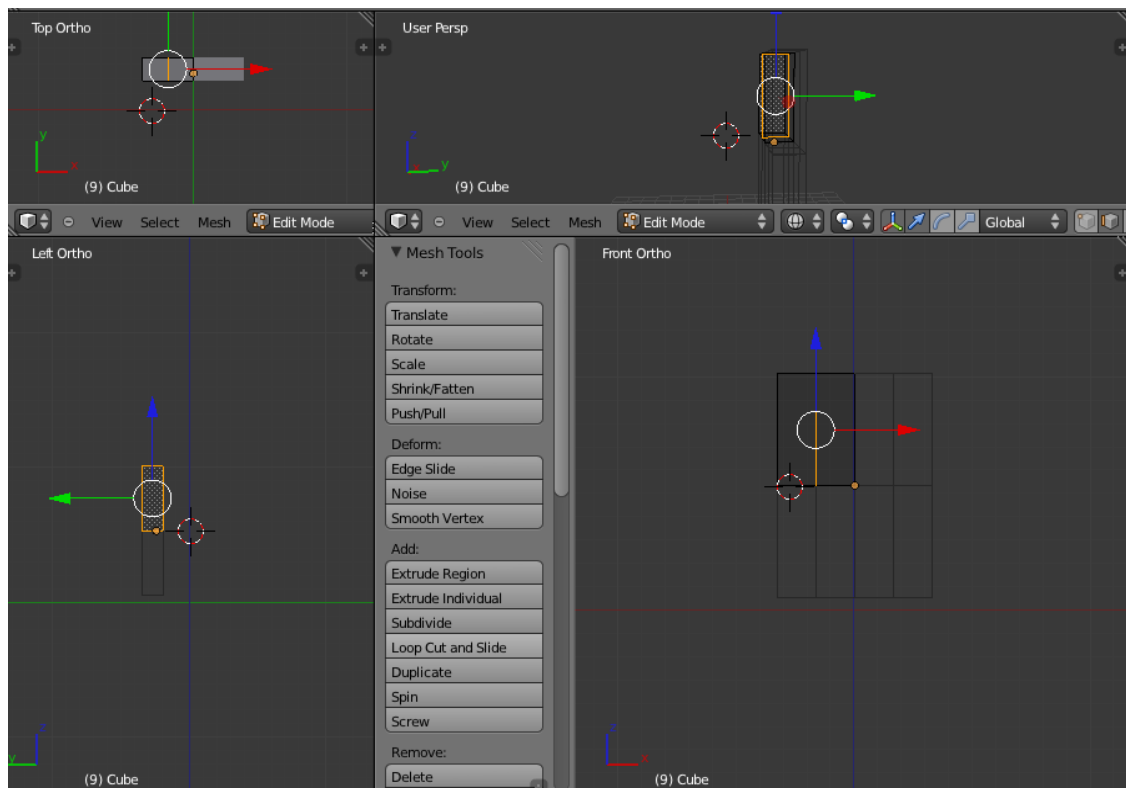 Top Ortho
y
x
(9) Cube
View Select Mesh Edit Mode
User Persp
z
y
(9) Cube
View Select Mesh Edit Mode Global
Left Ortho
z
y
(9) Cube
Mesh Tools
Transform:
Translate
Rotate
Scale
Shrink/Fatten
Push/Pull
Deform:
Edge Slide
Noise
Smooth Vertex
Add:
Extrude Region
Extrude Individual
Subdivide
Loop Cut and Slide
Duplicate
Spin
Screw
Remove:
Delete
Front Ortho
z
x
(9) Cube